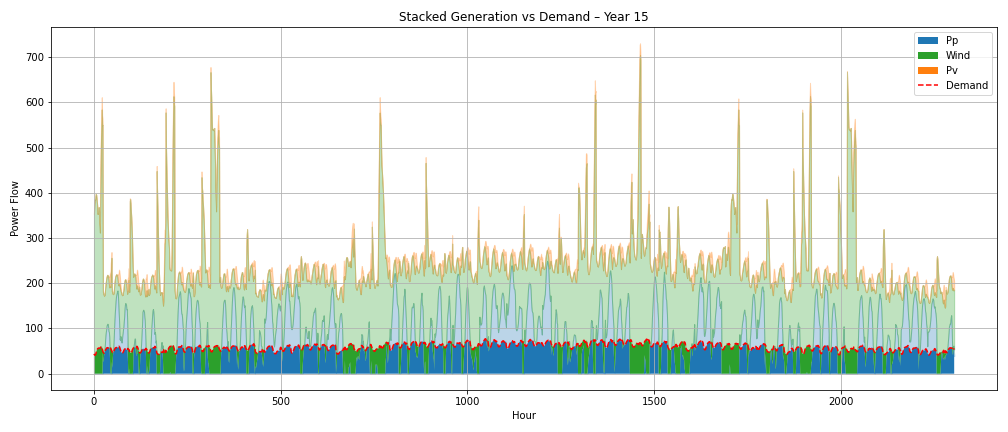 Stacked Generation vs Demand – Year 15
Power Flow
700
600
500
400
300
200
100
0
Pp
Wind
Pv
Demand
0
500
1000
1500
2000
Hour